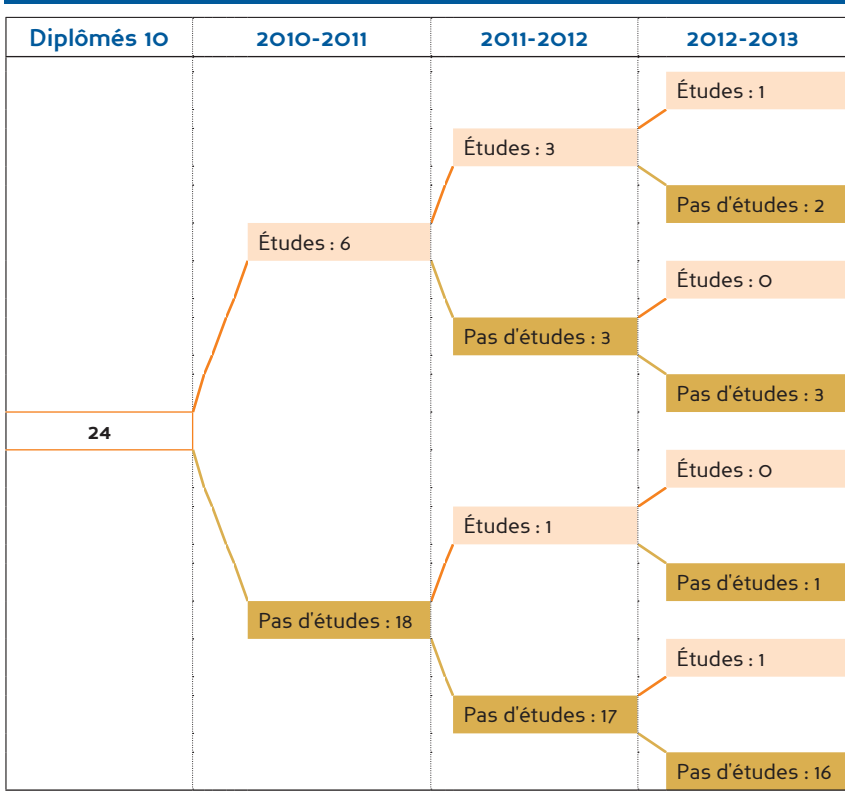 Diplômés 10 2010-2011 2011-2012 2012-2013
Études : 1
Études : 3
Pas d'études : 2
Études : 6
Études : 0
Pas d'études : 3
Pas d'études : 3
24
Études : 0
Études : 1
Pas d'études : 1
Pas d'études : 18
Études : 1
Pas d'études : 17
Pas d'études : 16